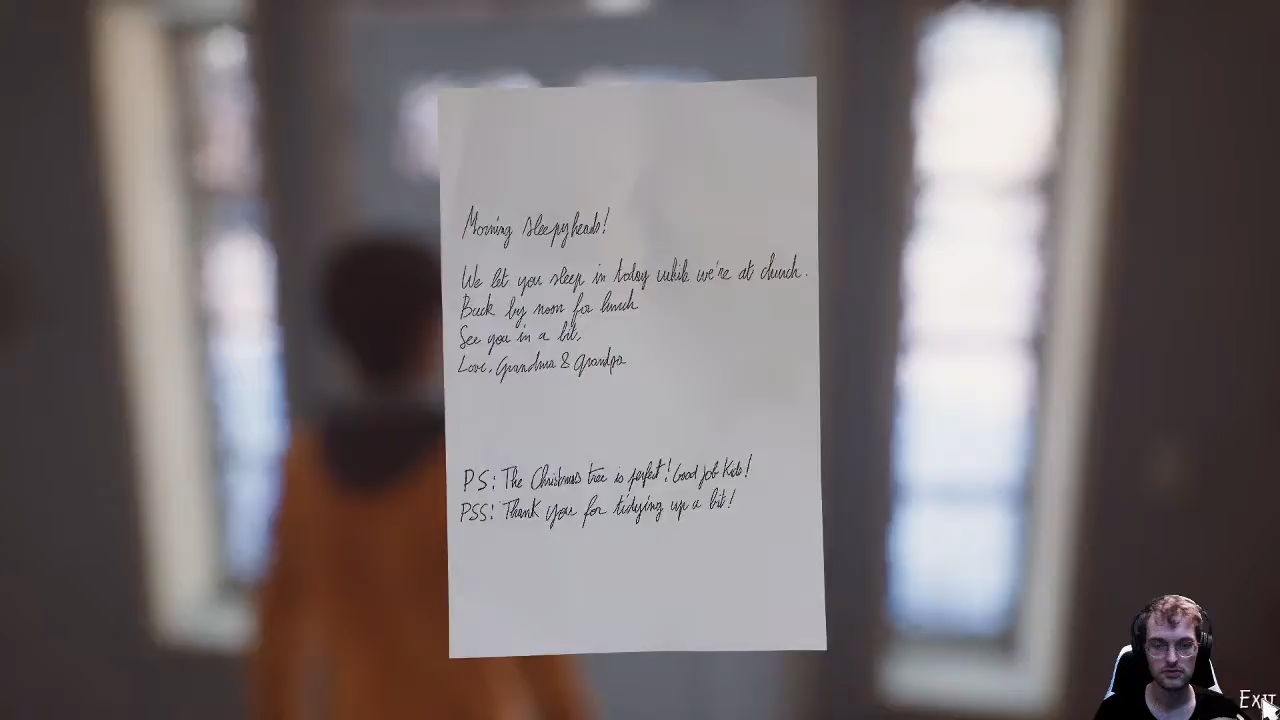 Morning Sleepyheads!
We let you sleep in today while we're at church.
Back by noon for lunch
See you in a bit,
Love, Grandma & Grandpa
PS: The Christmas tree is perfect! Good job Kids!
PSS: Thank you for tidying up a bit!
Exit